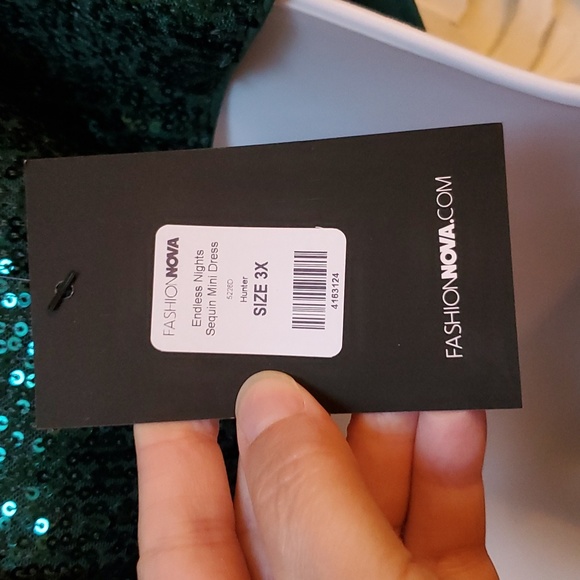 FASHIONNOVA
Endless Nights
Sequin Mini Dress
5228D
Hunter
SIZE 3X
4163124
FASHIONNOVA.COM